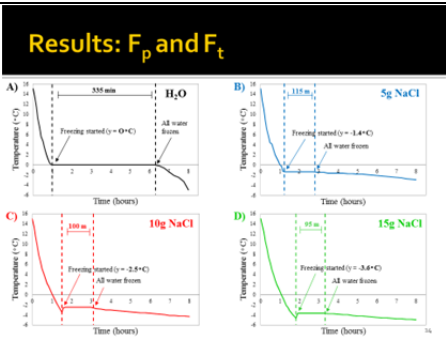 Results: Fp and Ft
A)
H₂O
335 min
Freezing started (y = O°C)
All water
frozen
Temperature (°C)
Time (hours)
B)
5g NaCl
115 m
Freezing started (y = -1.4°C)
All water frozen
Temperature (°C)
Time (hours)
C)
10g NaCl
100 m
Freezing started (y = -2.5°C)
All water frozen
Temperature (°C)
Time (hours)
D)
15g NaCl
95 m
Freezing started (y = -3.6°C)
All water frozen
Temperature (°C)
Time (hours)